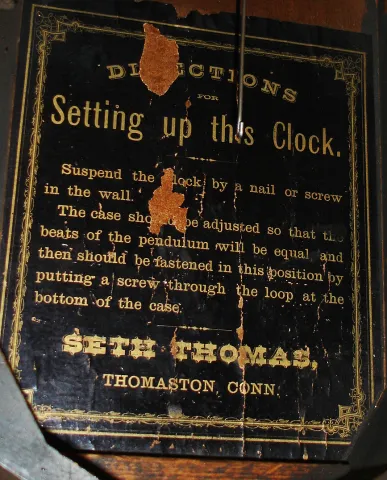 DIRECTIONS
FOR
Setting up this Clock.
Suspend the clock by a nail or screw
in the wall.
The case should be adjusted so that the
beats of the pendulum will be equal and
then should be fastened in this position by
putting a screw through the loop at the
bottom of the case.
SETH THOMAS,
THOMASTON, CONN.